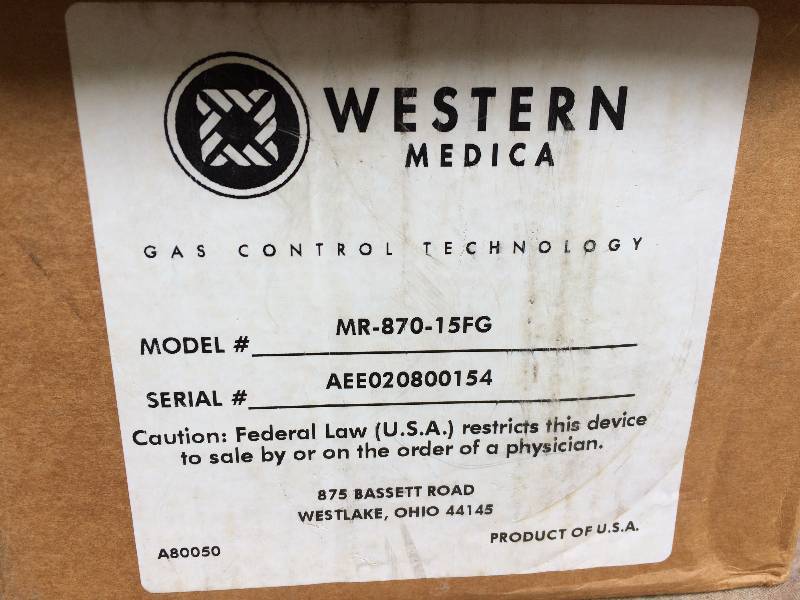 WESTERN
MEDICA
GAS CONTROL TECHNOLOGY
MR-870-15FG
MODEL #
AEE020800154
SERIAL #
Caution: Federal Law (U.S.A.) restricts this device
to sale by or on the order of a physician.
875 BASSETT ROAD
WESTLAKE, OHIO 44145
PRODUCT OF U.S.A.
A80050